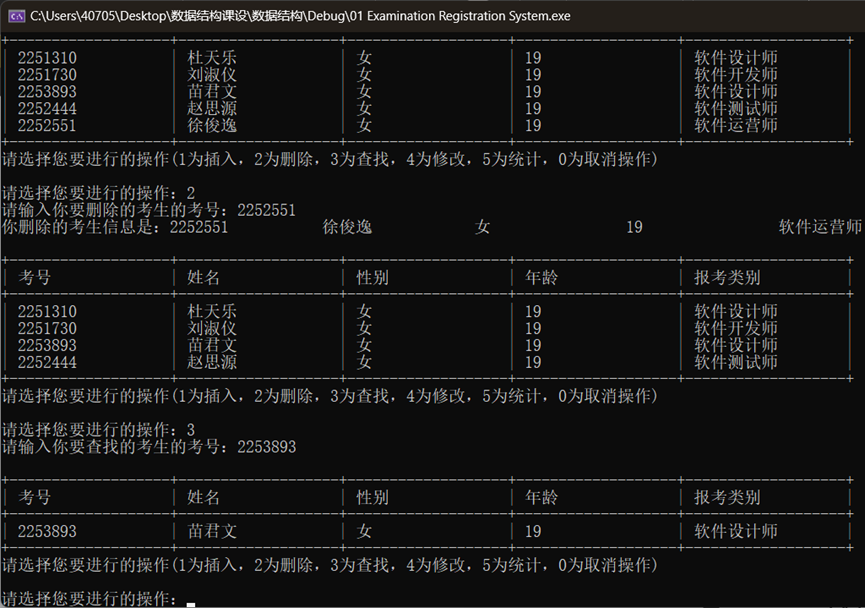 C:\Users\40705\Desktop\数据结构课设\数据结构\Debug\01 Examination Registration System.exe
2251310 杜天乐 女 19 软件设计师
2251730 刘淑仪 女 19 软件开发师
2253893 苗君文 女 19 软件设计师
2252444 赵思源 女 19 软件测试师
2252551 徐俊逸 女 19 软件运营师
请选择您要进行的操作(1为插入，2为删除，3为查找，4为修改，5为统计，0为取消操作)
请选择您要进行的操作：2
请输入你要删除的考生的考号：2252551
你删除的考生信息是：2252551 徐俊逸 女 19 软件运营师
考号 姓名 性别 年龄 报考类别
2251310 杜天乐 女 19 软件设计师
2251730 刘淑仪 女 19 软件开发师
2253893 苗君文 女 19 软件设计师
2252444 赵思源 女 19 软件测试师
请选择您要进行的操作(1为插入，2为删除，3为查找，4为修改，5为统计，0为取消操作)
请选择您要进行的操作：3
请输入你要查找的考生的考号：2253893
考号 姓名 性别 年龄 报考类别
2253893 苗君文 女 19 软件设计师
请选择您要进行的操作(1为插入，2为删除，3为查找，4为修改，5为统计，0为取消操作)
请选择您要进行的操作：